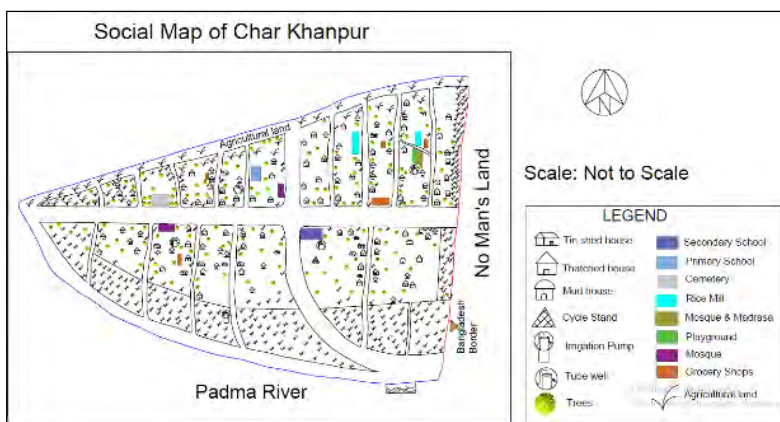 Social Map of Char Khanpur
Agricultural land
No Man's Land
Bangladesh
Border
Padma River
N
Scale: Not to Scale
LEGEND
Tin shed house
Thatched house
Mud house
Cycle Stand
Irrigation Pump
Tube well
Trees
Secondary School
Primary School
Cemetery
Rice Mill
Mosque & Madrasa
Playground
Mosque
Grocery Shops
Agricultural land